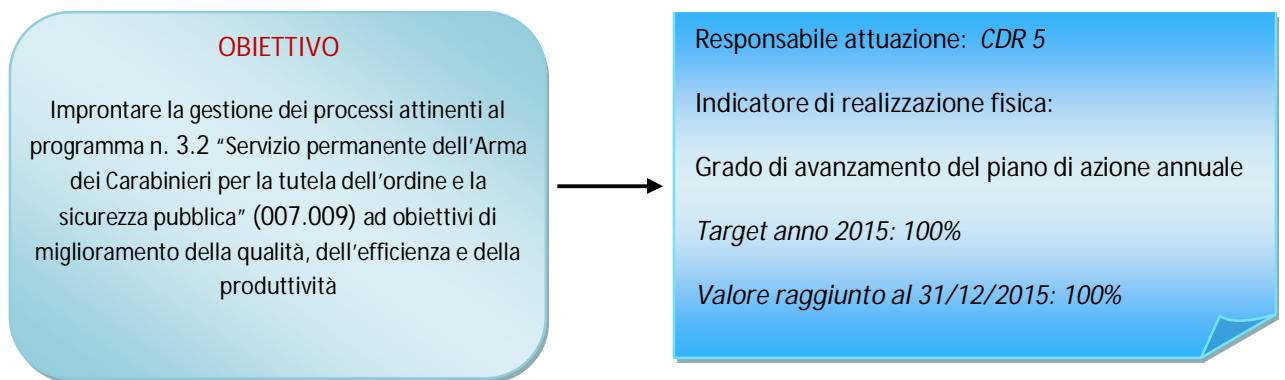 OBIETTIVO
Improntare la gestione dei processi attinenti al
programma n. 3.2 “Servizio permanente dell’Arma
dei Carabinieri per la tutela dell’ordine e la
sicurezza pubblica” (007.009) ad obiettivi di
miglioramento della qualità, dell’efficienza e della
produttività
Responsabile attuazione: CDR 5
Indicatore di realizzazione fisica:
Grado di avanzamento del piano di azione annuale
Target anno 2015: 100%
Valore raggiunto al 31/12/2015: 100%